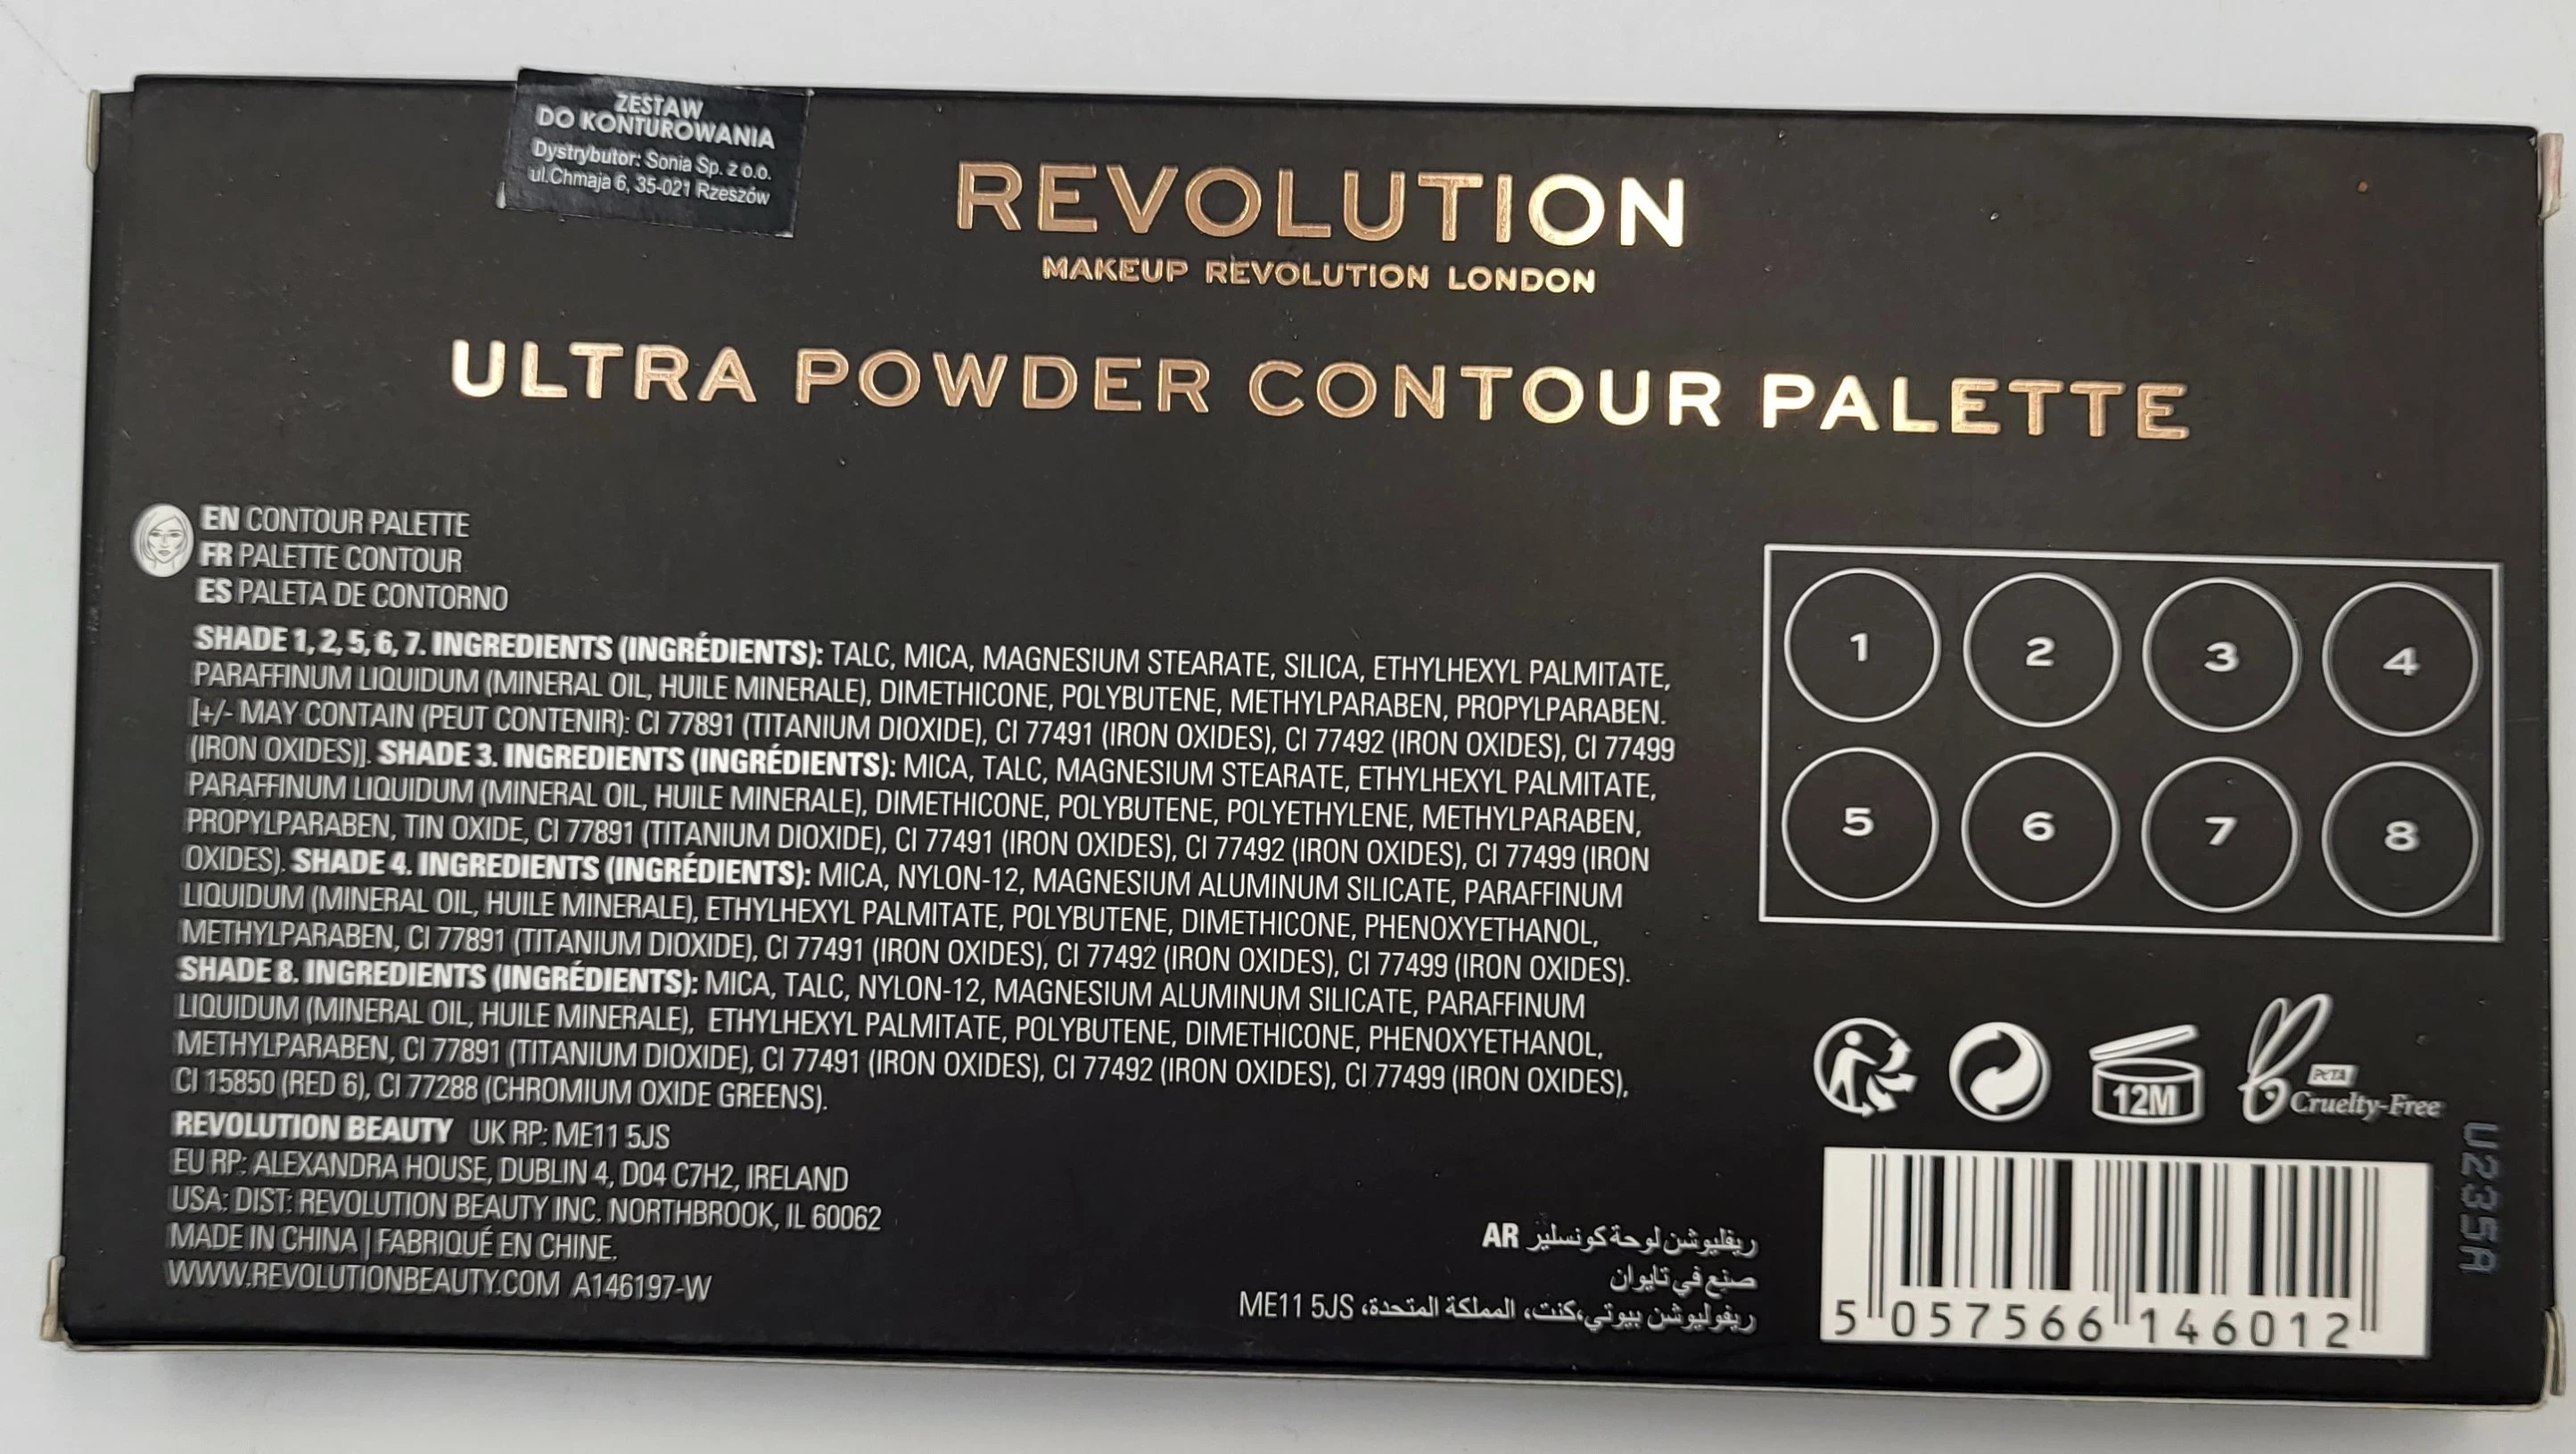 ZESTAW
DO KONTUROWANIA
Dystrybutor: Sonia Sp. z o.o.
ul.Chmaja 6, 35-021 Rzeszów
REVOLUTION
MAKEUP REVOLUTION LONDON
ULTRA POWDER CONTOUR PALETTE
EN CONTOUR PALETTE
FR PALETTE CONTOUR
ES PALETA DE CONTORNO
SHADE 1, 2, 5, 6, 7. INGREDIENTS (INGRÉDIENTS): TALC, MICA, MAGNESIUM STEARATE, SILICA, ETHYLHEXYL PALMITATE,
PARAFFINUM LIQUIDUM (MINERAL OIL, HUILE MINERALE), DIMETHICONE, POLYBUTENE, METHYLPARABEN, PROPYLPARABEN.
[+/- MAY CONTAIN (PEUT CONTENIR): CI 77891 (TITANIUM DIOXIDE), CI 77491 (IRON OXIDES), CI 77492 (IRON OXIDES), CI 77499
(IRON OXIDES)]. SHADE 3. INGREDIENTS (INGRÉDIENTS): MICA, TALC, MAGNESIUM STEARATE, ETHYLHEXYL PALMITATE,
PARAFFINUM LIQUIDUM (MINERAL OIL, HUILE MINERALE), DIMETHICONE, POLYBUTENE, POLYETHYLENE, METHYLPARABEN,
PROPYLPARABEN, TIN OXIDE, CI 77891 (TITANIUM DIOXIDE), CI 77491 (IRON OXIDES), CI 77492 (IRON OXIDES), CI 77499 (IRON
OXIDES). SHADE 4. INGREDIENTS (INGRÉDIENTS): MICA, NYLON-12, MAGNESIUM ALUMINUM SILICATE, PARAFFINUM
LIQUIDUM (MINERAL OIL, HUILE MINERALE), ETHYLHEXYL PALMITATE, POLYBUTENE, DIMETHICONE, PHENOXYETHANOL,
METHYLPARABEN, CI 77891 (TITANIUM DIOXIDE), CI 77491 (IRON OXIDES), CI 77492 (IRON OXIDES), CI 77499 (IRON OXIDES).
SHADE 8. INGREDIENTS (INGRÉDIENTS): MICA, TALC, NYLON-12, MAGNESIUM ALUMINUM SILICATE, PARAFFINUM
LIQUIDUM (MINERAL OIL, HUILE MINERALE), ETHYLHEXYL PALMITATE, POLYBUTENE, DIMETHICONE, PHENOXYETHANOL,
METHYLPARABEN, CI 77891 (TITANIUM DIOXIDE), CI 77491 (IRON OXIDES), CI 77492 (IRON OXIDES), CI 77499 (IRON OXIDES),
CI 15850 (RED 6), CI 77288 (CHROMIUM OXIDE GREENS).
REVOLUTION BEAUTY UK RP: ME11 5JS
EU RP: ALEXANDRA HOUSE, DUBLIN 4, D04 C7H2, IRELAND
USA: DIST: REVOLUTION BEAUTY INC. NORTHBROOK, IL 60062
MADE IN CHINA | FABRIQUÉ EN CHINE.
WWW.REVOLUTIONBEAUTY.COM A146197-W
1 2 3 4
5 6 7 8
12M
PETA
Cruelty-Free
U235A
AR ريفليوشن لوحة كونسلير
صنع في تايوان
ريفوليوشن بيوتي، كنت، المملكة المتحدة، ME11 5JS
5 057566 146012